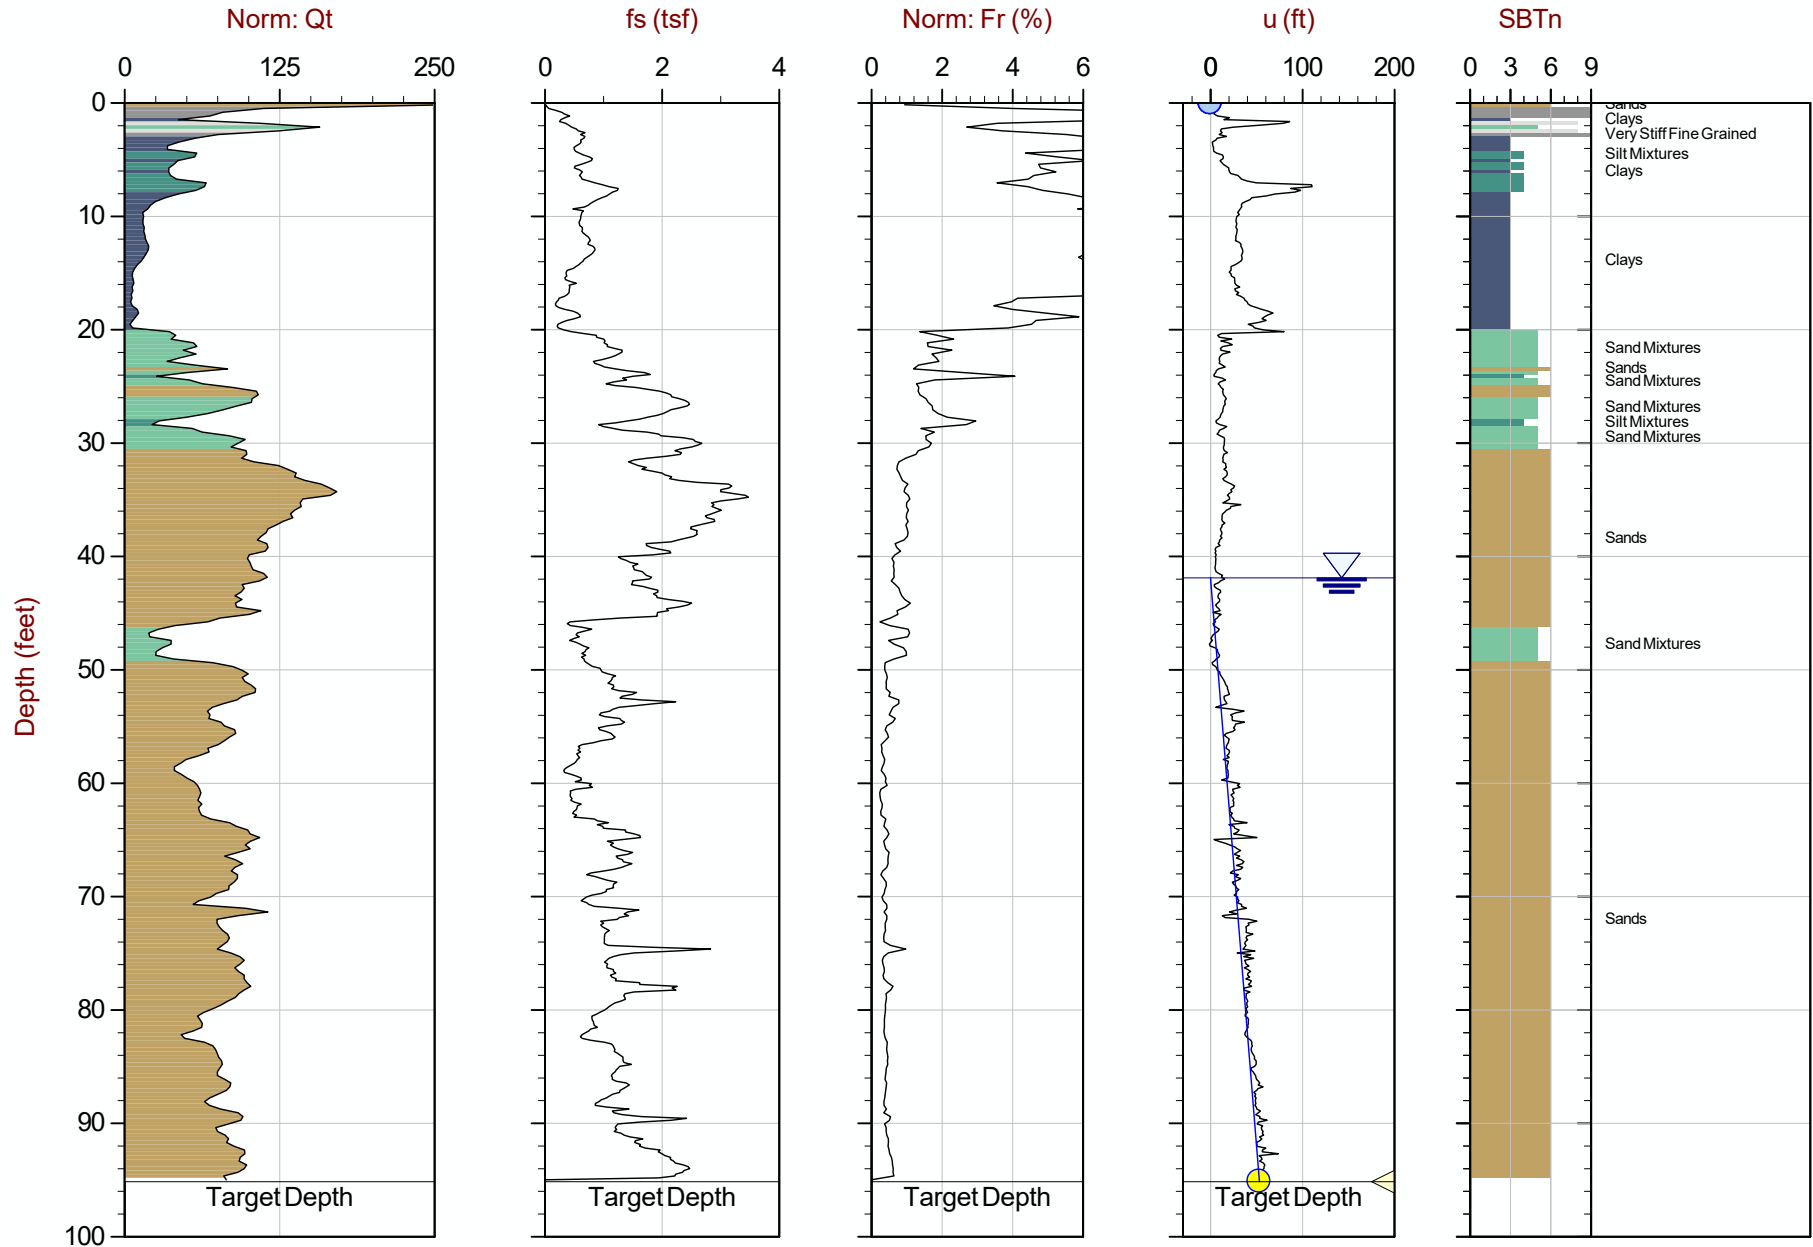 Norm: Qt
fs (tsf)
Norm: Fr (%)
u (ft)
SBTn
0 125 250
0 2 4
0 2 4 6
0 100 200
0 3 6 9
Depth (feet)
0
10
20
30
40
50
60
70
80
90
100
Sands
Clays
Very Stiff Fine Grained
Silt Mixtures
Clays
Clays
Sand Mixtures
Sands
Sand Mixtures
Sand Mixtures
Silt Mixtures
Sand Mixtures
Sands
Sand Mixtures
Sands
Target Depth
Target Depth
Target Depth
Target Depth